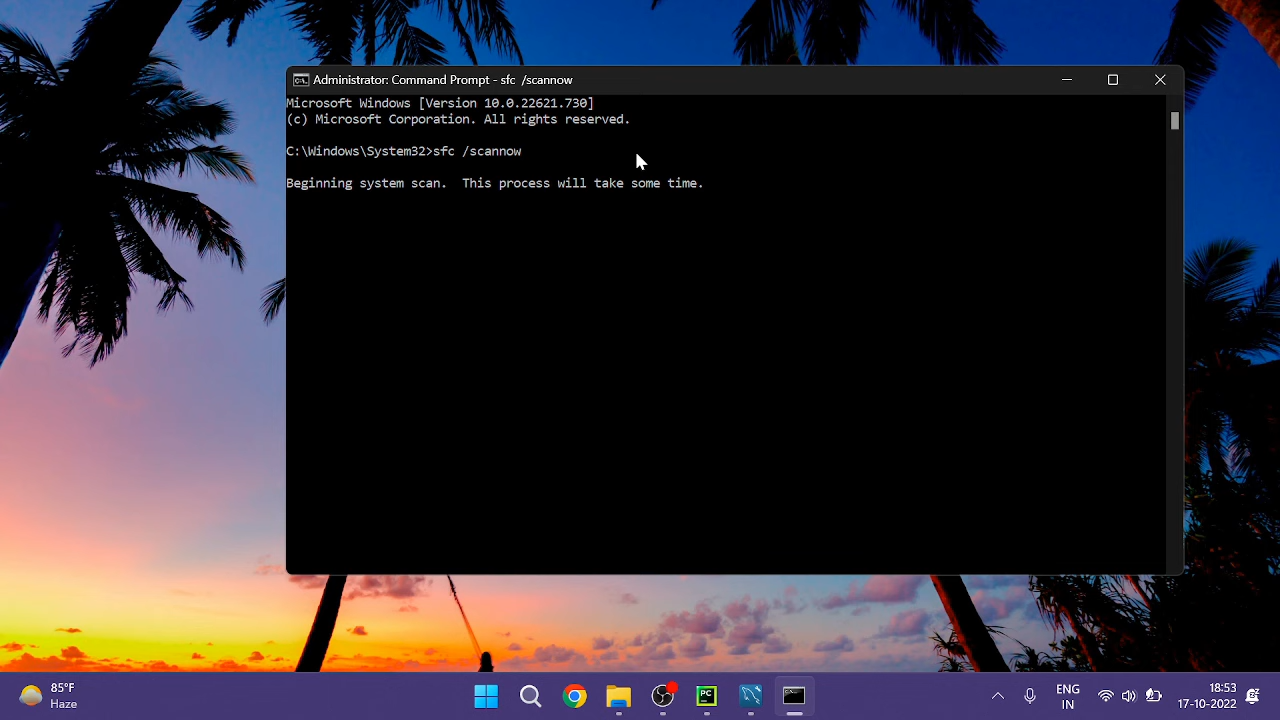 Administrator: Command Prompt - sfc /scannow
Microsoft Windows [Version 10.0.22621.730]
(c) Microsoft Corporation. All rights reserved.
C:\Windows\System32>sfc /scannow
Beginning system scan.  This process will take some time.
85°F
Haze
PC
ENG
IN
18:53
17-10-2022